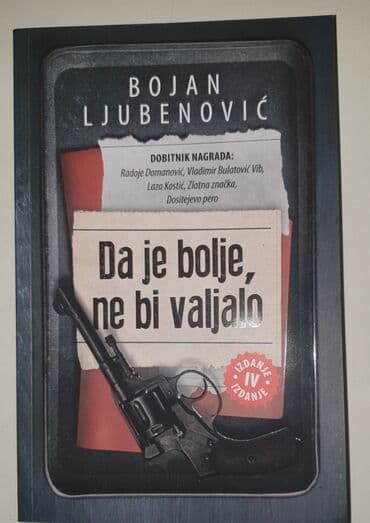 BOJAN
LJUBENOVIĆ
DOBITNIK NAGRADA:
Radoje Domanović, Vladimir Bulatović Vib,
Laza Kostić, Zlatna značka,
Dositejevo pero
Da je bolje,
ne bi valjalo
IZDANJE
IV
IZDANJE